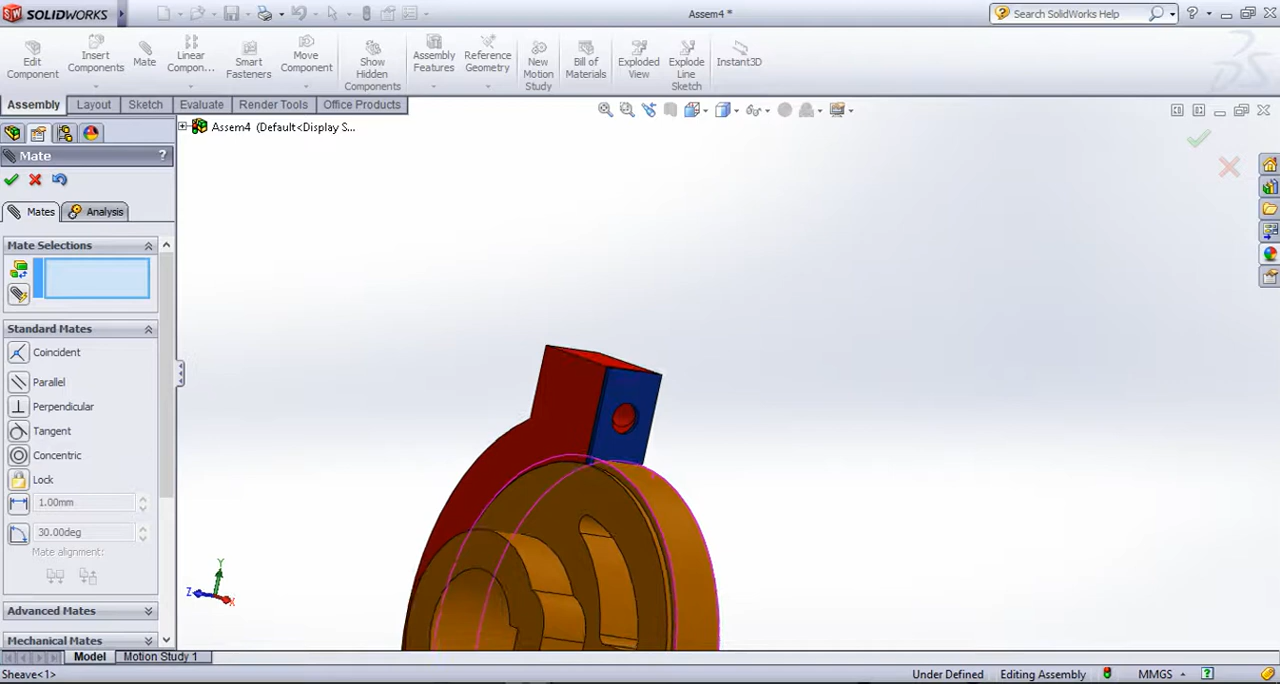 SOLIDWORKS
Assem4 *
Search SolidWorks Help
Edit Component
Insert Components
Mate
Linear Compon...
Smart Fasteners
Move Component
Show Hidden Components
Assembly Features
Reference Geometry
New Motion Study
Bill of Materials
Exploded View
Explode Line Sketch
Instant3D
Assembly
Layout
Sketch
Evaluate
Render Tools
Office Products
Assem4 (Default<Display S...
Mate
?
Mates
Analysis
Mate Selections
Standard Mates
Coincident
Parallel
Perpendicular
Tangent
Concentric
Lock
1.00mm
30.00deg
Mate alignment:
Advanced Mates
Mechanical Mates
Y
Z
X
Model
Motion Study 1
Sheave<1>
Under Defined
Editing Assembly
MMGS
?